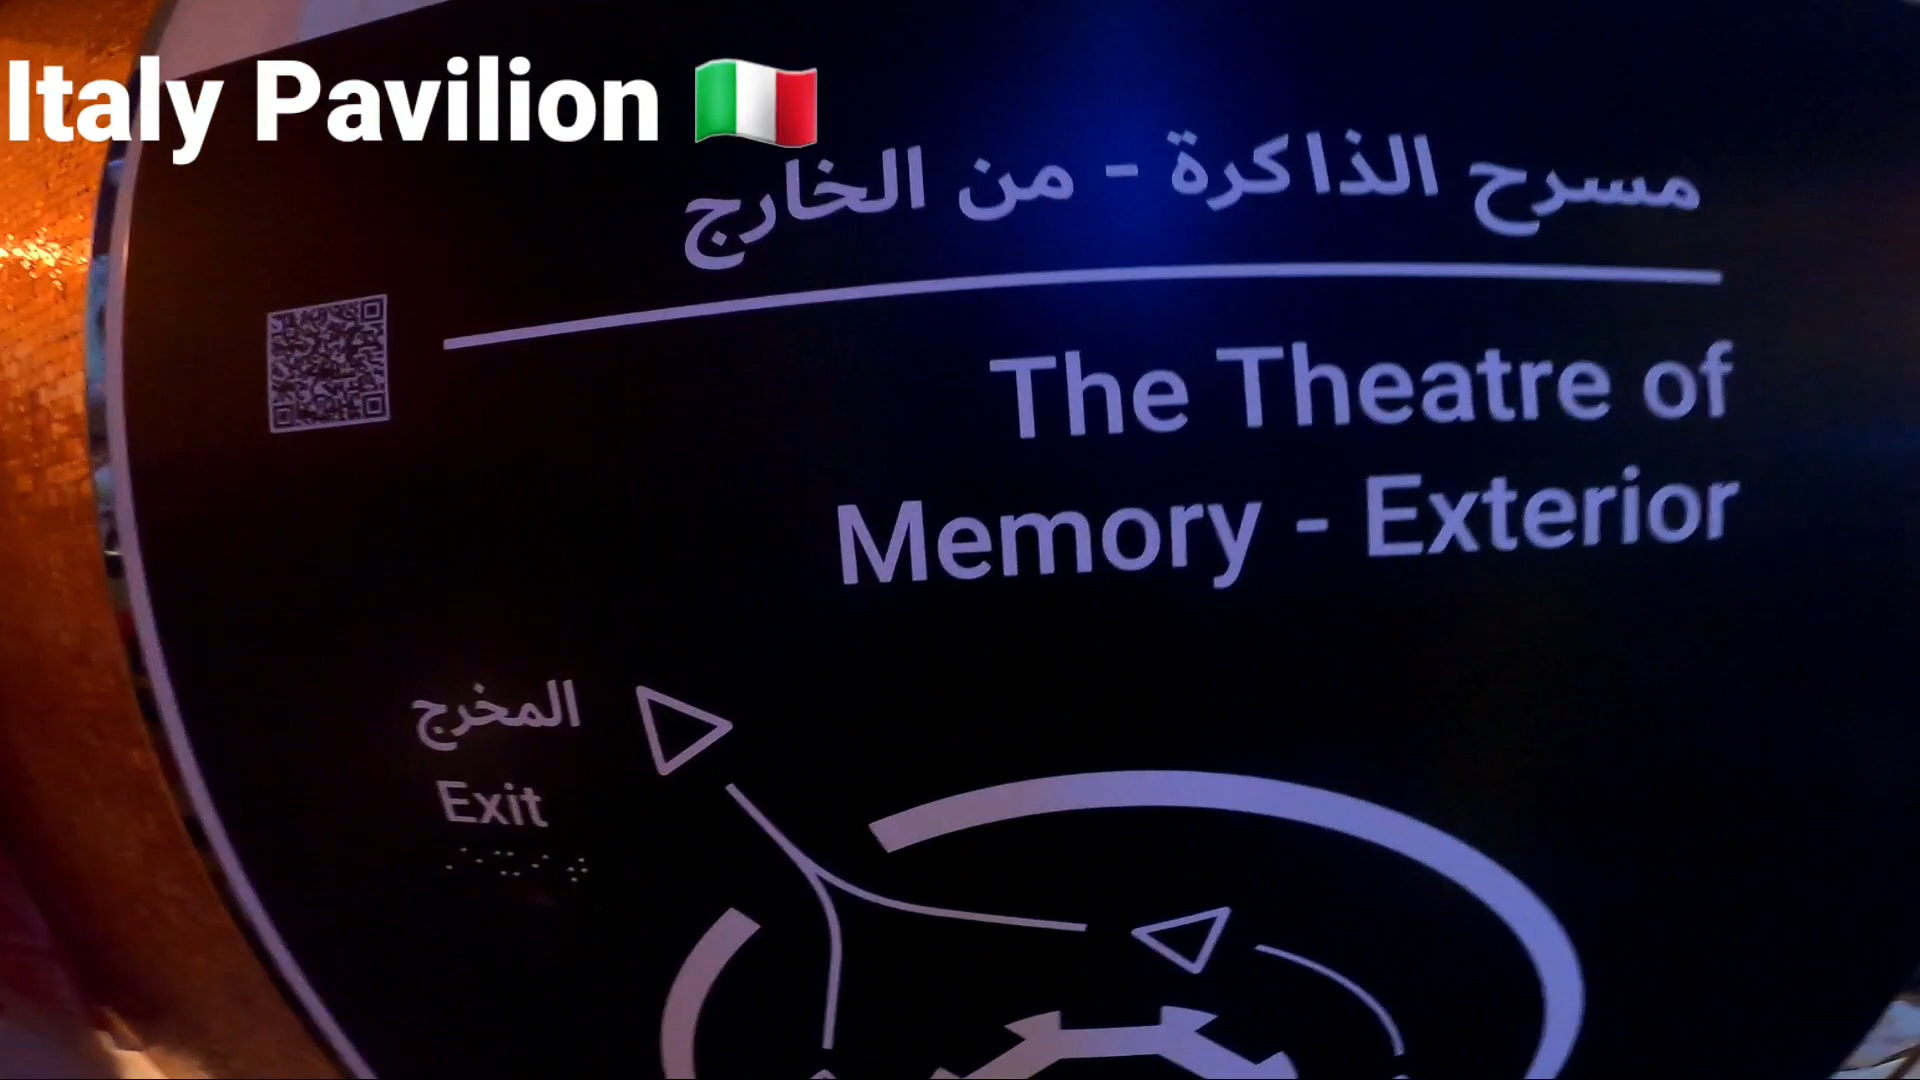 Italy Pavilion 🇮🇹
مسرح الذاكرة - من الخارج
The Theatre of
Memory - Exterior
المخرج
Exit